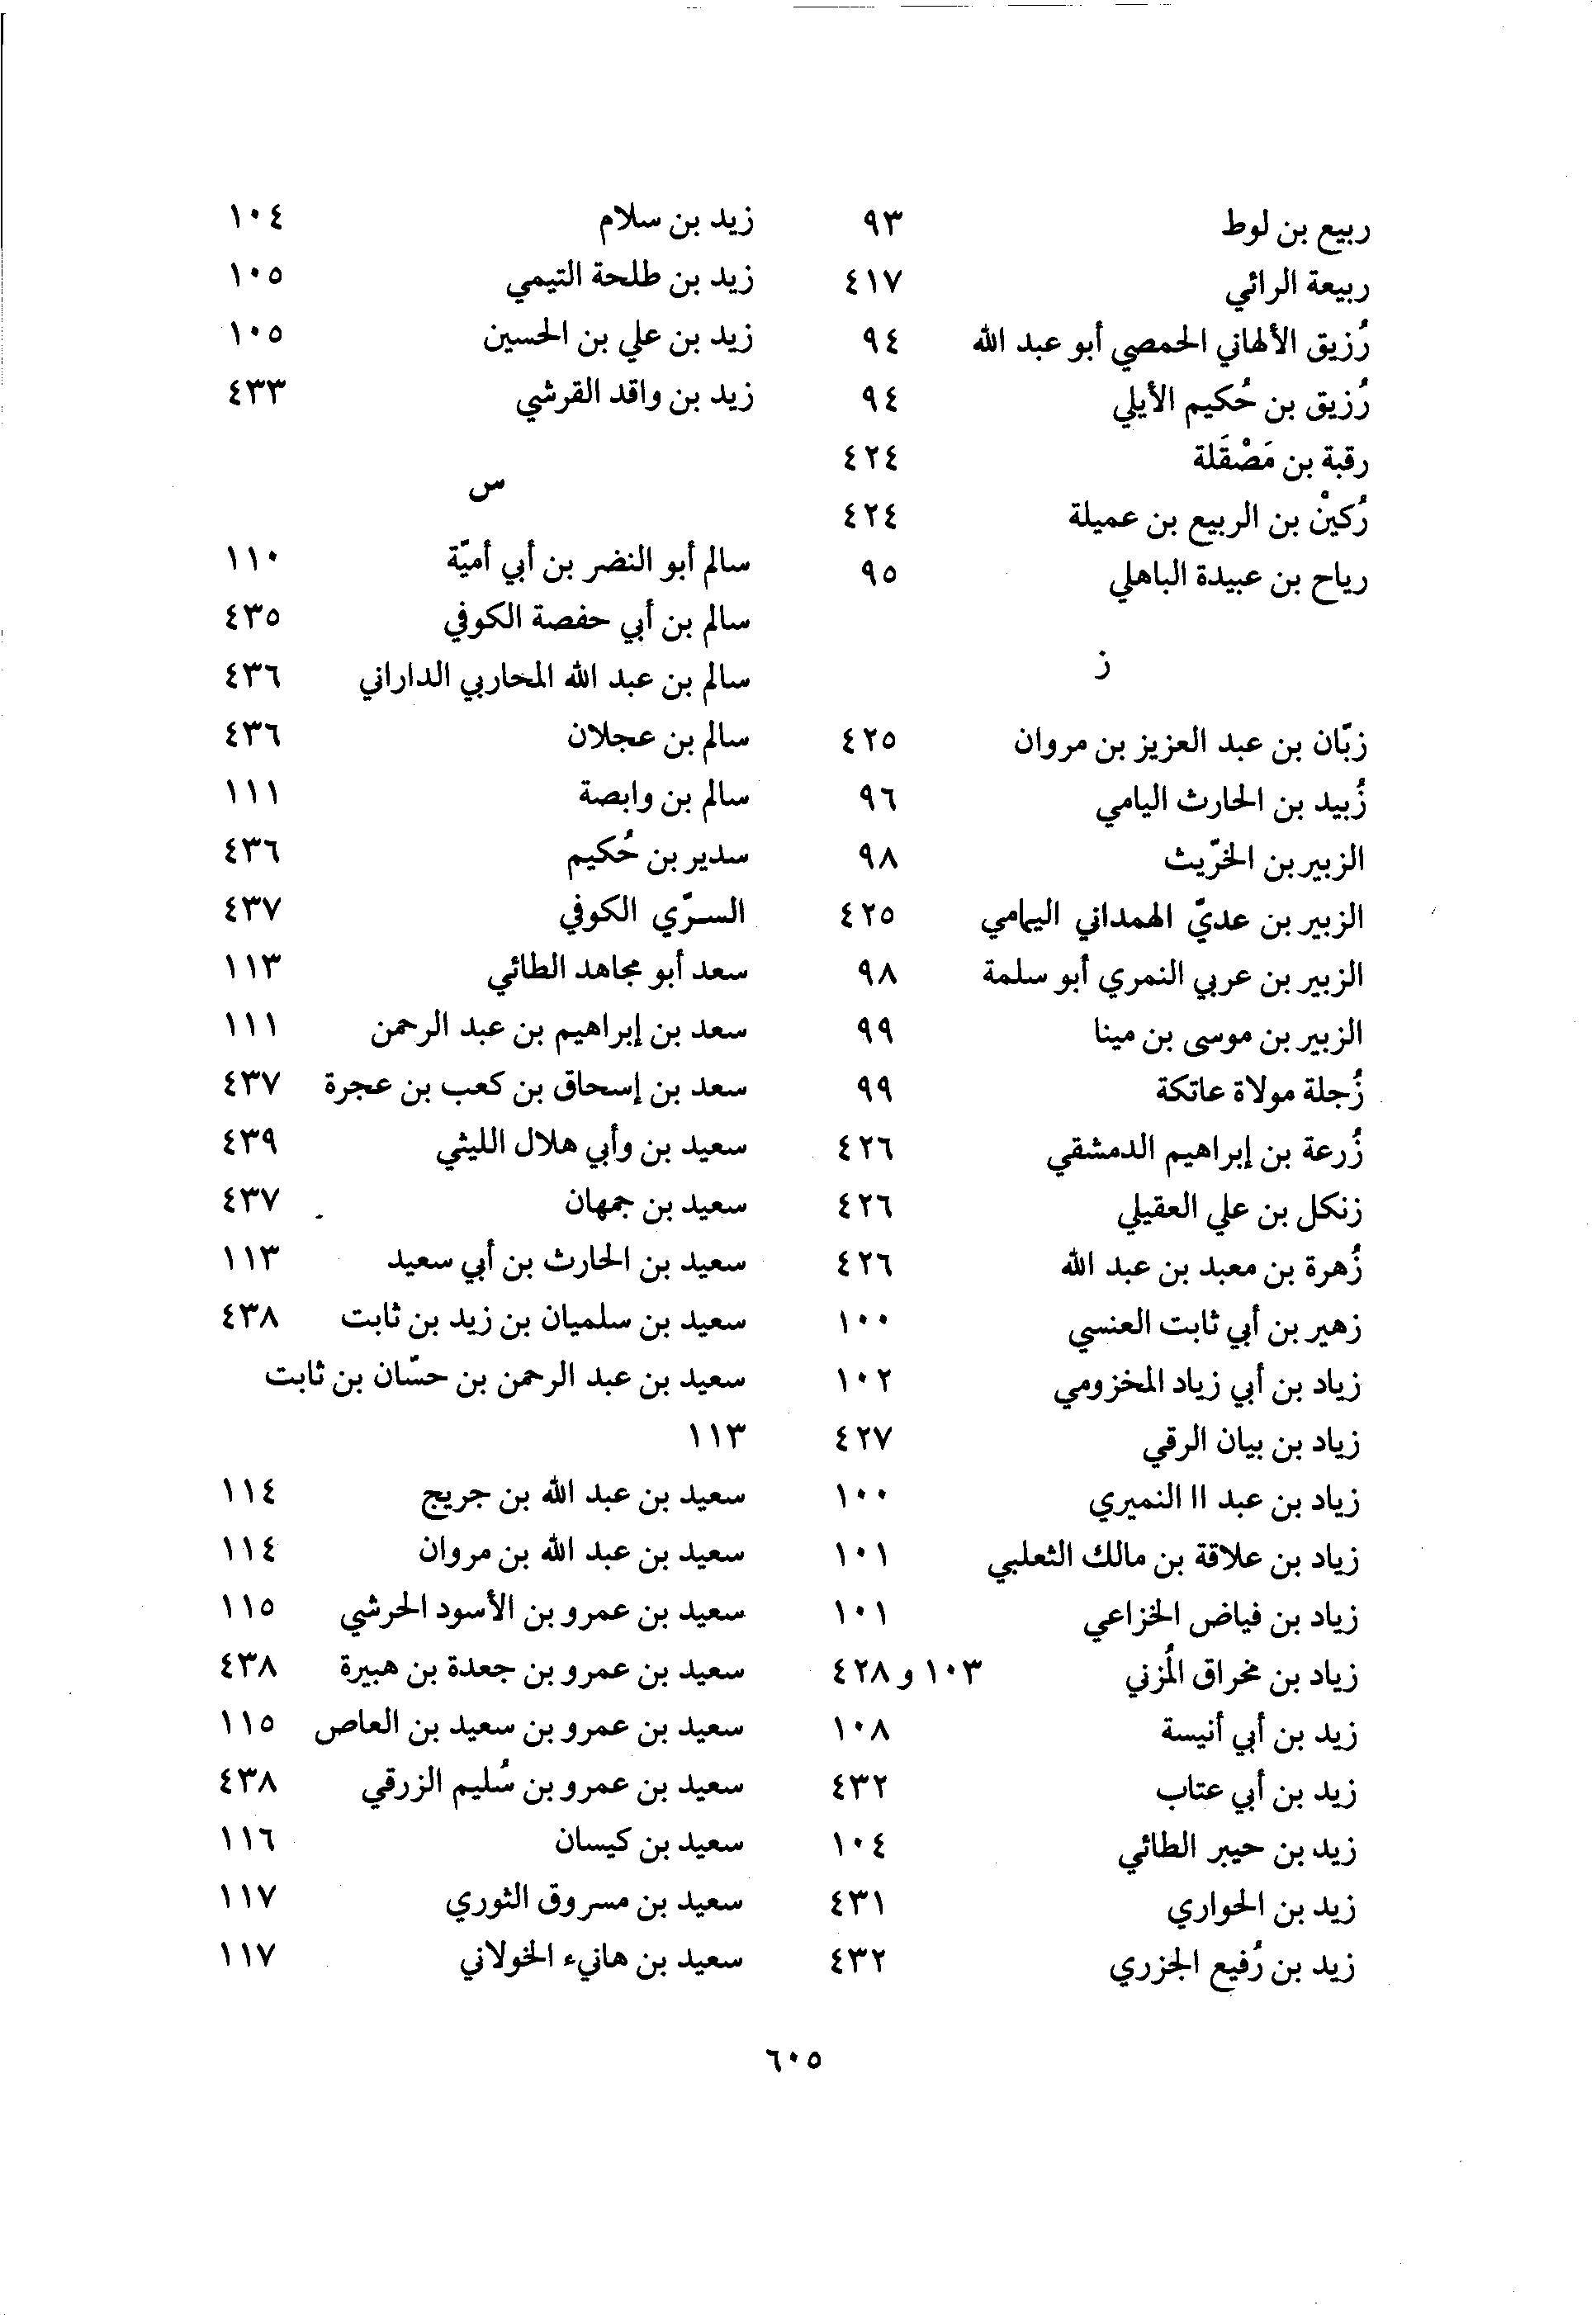 ربيع بن لوط ٩٣
ربيعة الرائي ٤١٧
رُزيق الألهاني الحمصي أبو عبد الله ٩٤
رُزيق بن حُكيم الأيلي ٩٤
رقبة بن مَصْقَلة ٤٢٤
رُكينْ بن الربيع بن عميلة ٤٢٤
رياح بن عبيدة الباهلي ٩٥
ز
زبّان بن عبد العزيز بن مروان ٤٢٥
زُبيد بن الحارث اليامي ٩٦
الزبير بن الخرّيث ٩٨
الزبير بن عديّ الهمداني اليمامي ٤٢٥
الزبير بن عربي النمري أبو سلمة ٩٨
الزبير بن موسى بن مينا ٩٩
زُجلة مولاة عاتكة ٩٩
زُرعة بن إبراهيم الدمشقي ٤٢٦
زنكل بن علي العقيلي ٤٢٦
زُهرة بن معبد بن عبد الله ٤٢٦
زهير بن أبي ثابت العنسي ١٠٠
زياد بن أبي زياد المخزومي ١٠٢
زياد بن بيان الرقي ٤٢٧
زياد بن عبد اا النميري ١٠٠
زياد بن علاقة بن مالك الثعلبي ١٠١
زياد بن فياض الخزاعي ١٠١
زياد بن مخراق المُزني ١٠٣ و ٤٢٨
زيد بن أبي أنيسة ١٠٨
زيد بن أبي عتاب ٤٣٢
زيد بن حيبر الطائي ١٠٤
زيد بن الحواري ٤٣١
زيد بن رُفيع الجزري ٤٣٢
زيد بن سلام ١٠٤
زيد بن طلحة التيمي ١٠٥
زيد بن علي بن الحسين ١٠٥
زيد بن واقد القرشي ٤٣٣
س
سالم أبو النضر بن أبي أميّة ١١٠
سالم بن أبي حفصة الكوفي ٤٣٥
سالم بن عبد الله المحاربي الداراني ٤٣٦
سالم بن عجلان ٤٣٦
سالم بن وابصة ١١١
سدير بن حُكيم ٤٣٦
السرّي الكوفي ٤٣٧
سعد أبو مجاهد الطائي ١١٣
سعد بن إبراهيم بن عبد الرحمن ١١١
سعد بن إسحاق بن كعب بن عجرة ٤٣٧
سعيد بن وأبي هلال الليثي ٤٣٩
سعيد بن جمهان ٤٣٧
سعيد بن الحارث بن أبي سعيد ١١٣
سعيد بن سلميان بن زيد بن ثابت ٤٣٨
سعيد بن عبد الرحمن بن حسّان بن ثابت
١١٣
سعيد بن عبد الله بن جريج ١١٤
سعيد بن عبد الله بن مروان ١١٤
سعيد بن عمرو بن الأسود الحرشي ١١٥
سعيد بن عمرو بن جعدة بن هبيرة ٤٣٨
سعيد بن عمرو بن سعيد بن العاص ١١٥
سعيد بن عمرو بن سُليم الزرقي ٤٣٨
سعيد بن كيسان ١١٦
سعيد بن مسروق الثوري ١١٧
سعيد بن هانيء الخولاني ١١٧
٦٠٥